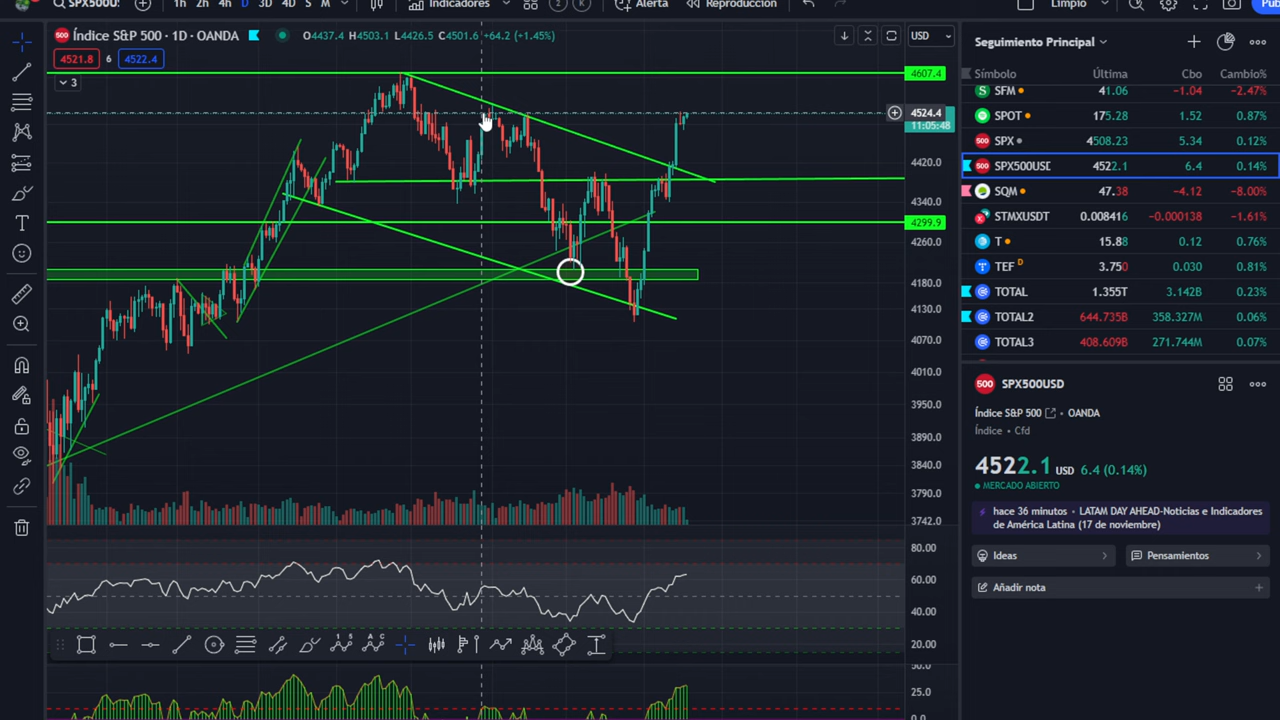 SPX500U:
1h 2h 4h D 3D 4D S M
Indicadores
Alerta
Reproducción
Limpio
Índice S&P 500 · 1D · OANDA
O4437.4 H4503.1 L4426.5 C4501.6 +64.2 (+1.45%)
USD
4521.8 6 4522.4
3
4607.4
4524.4
11:05:48
4420.0
4340.0
4299.9
4260.0
4180.0
4130.0
4070.0
4010.0
3950.0
3890.0
3840.0
3790.0
3742.0
80.00
60.00
40.00
20.00
50.0
25.0
0.0
Seguimiento Principal
Símbolo Última Cbo Cambio%
SFM 41.06 -1.04 -2.47%
SPOT 175.28 1.52 0.87%
SPX 4508.23 5.34 0.12%
SPX500USD 4522.1 6.4 0.14%
SQM 47.38 -4.12 -8.00%
STMXUSDT 0.008416 -0.000138 -1.61%
T 15.88 0.12 0.76%
TEF D 3.750 0.030 0.81%
TOTAL 1.355T 3.142B 0.23%
TOTAL2 644.735B 358.327M 0.06%
TOTAL3 408.609B 271.744M 0.07%
500 SPX500USD
Índice S&P 500 · OANDA
Índice · Cfd
4522.1 USD 6.4 (0.14%)
MERCADO ABIERTO
hace 36 minutos · LATAM DAY AHEAD-Noticias e Indicadores
de América Latina (17 de noviembre)
Ideas
Pensamientos
Añadir nota